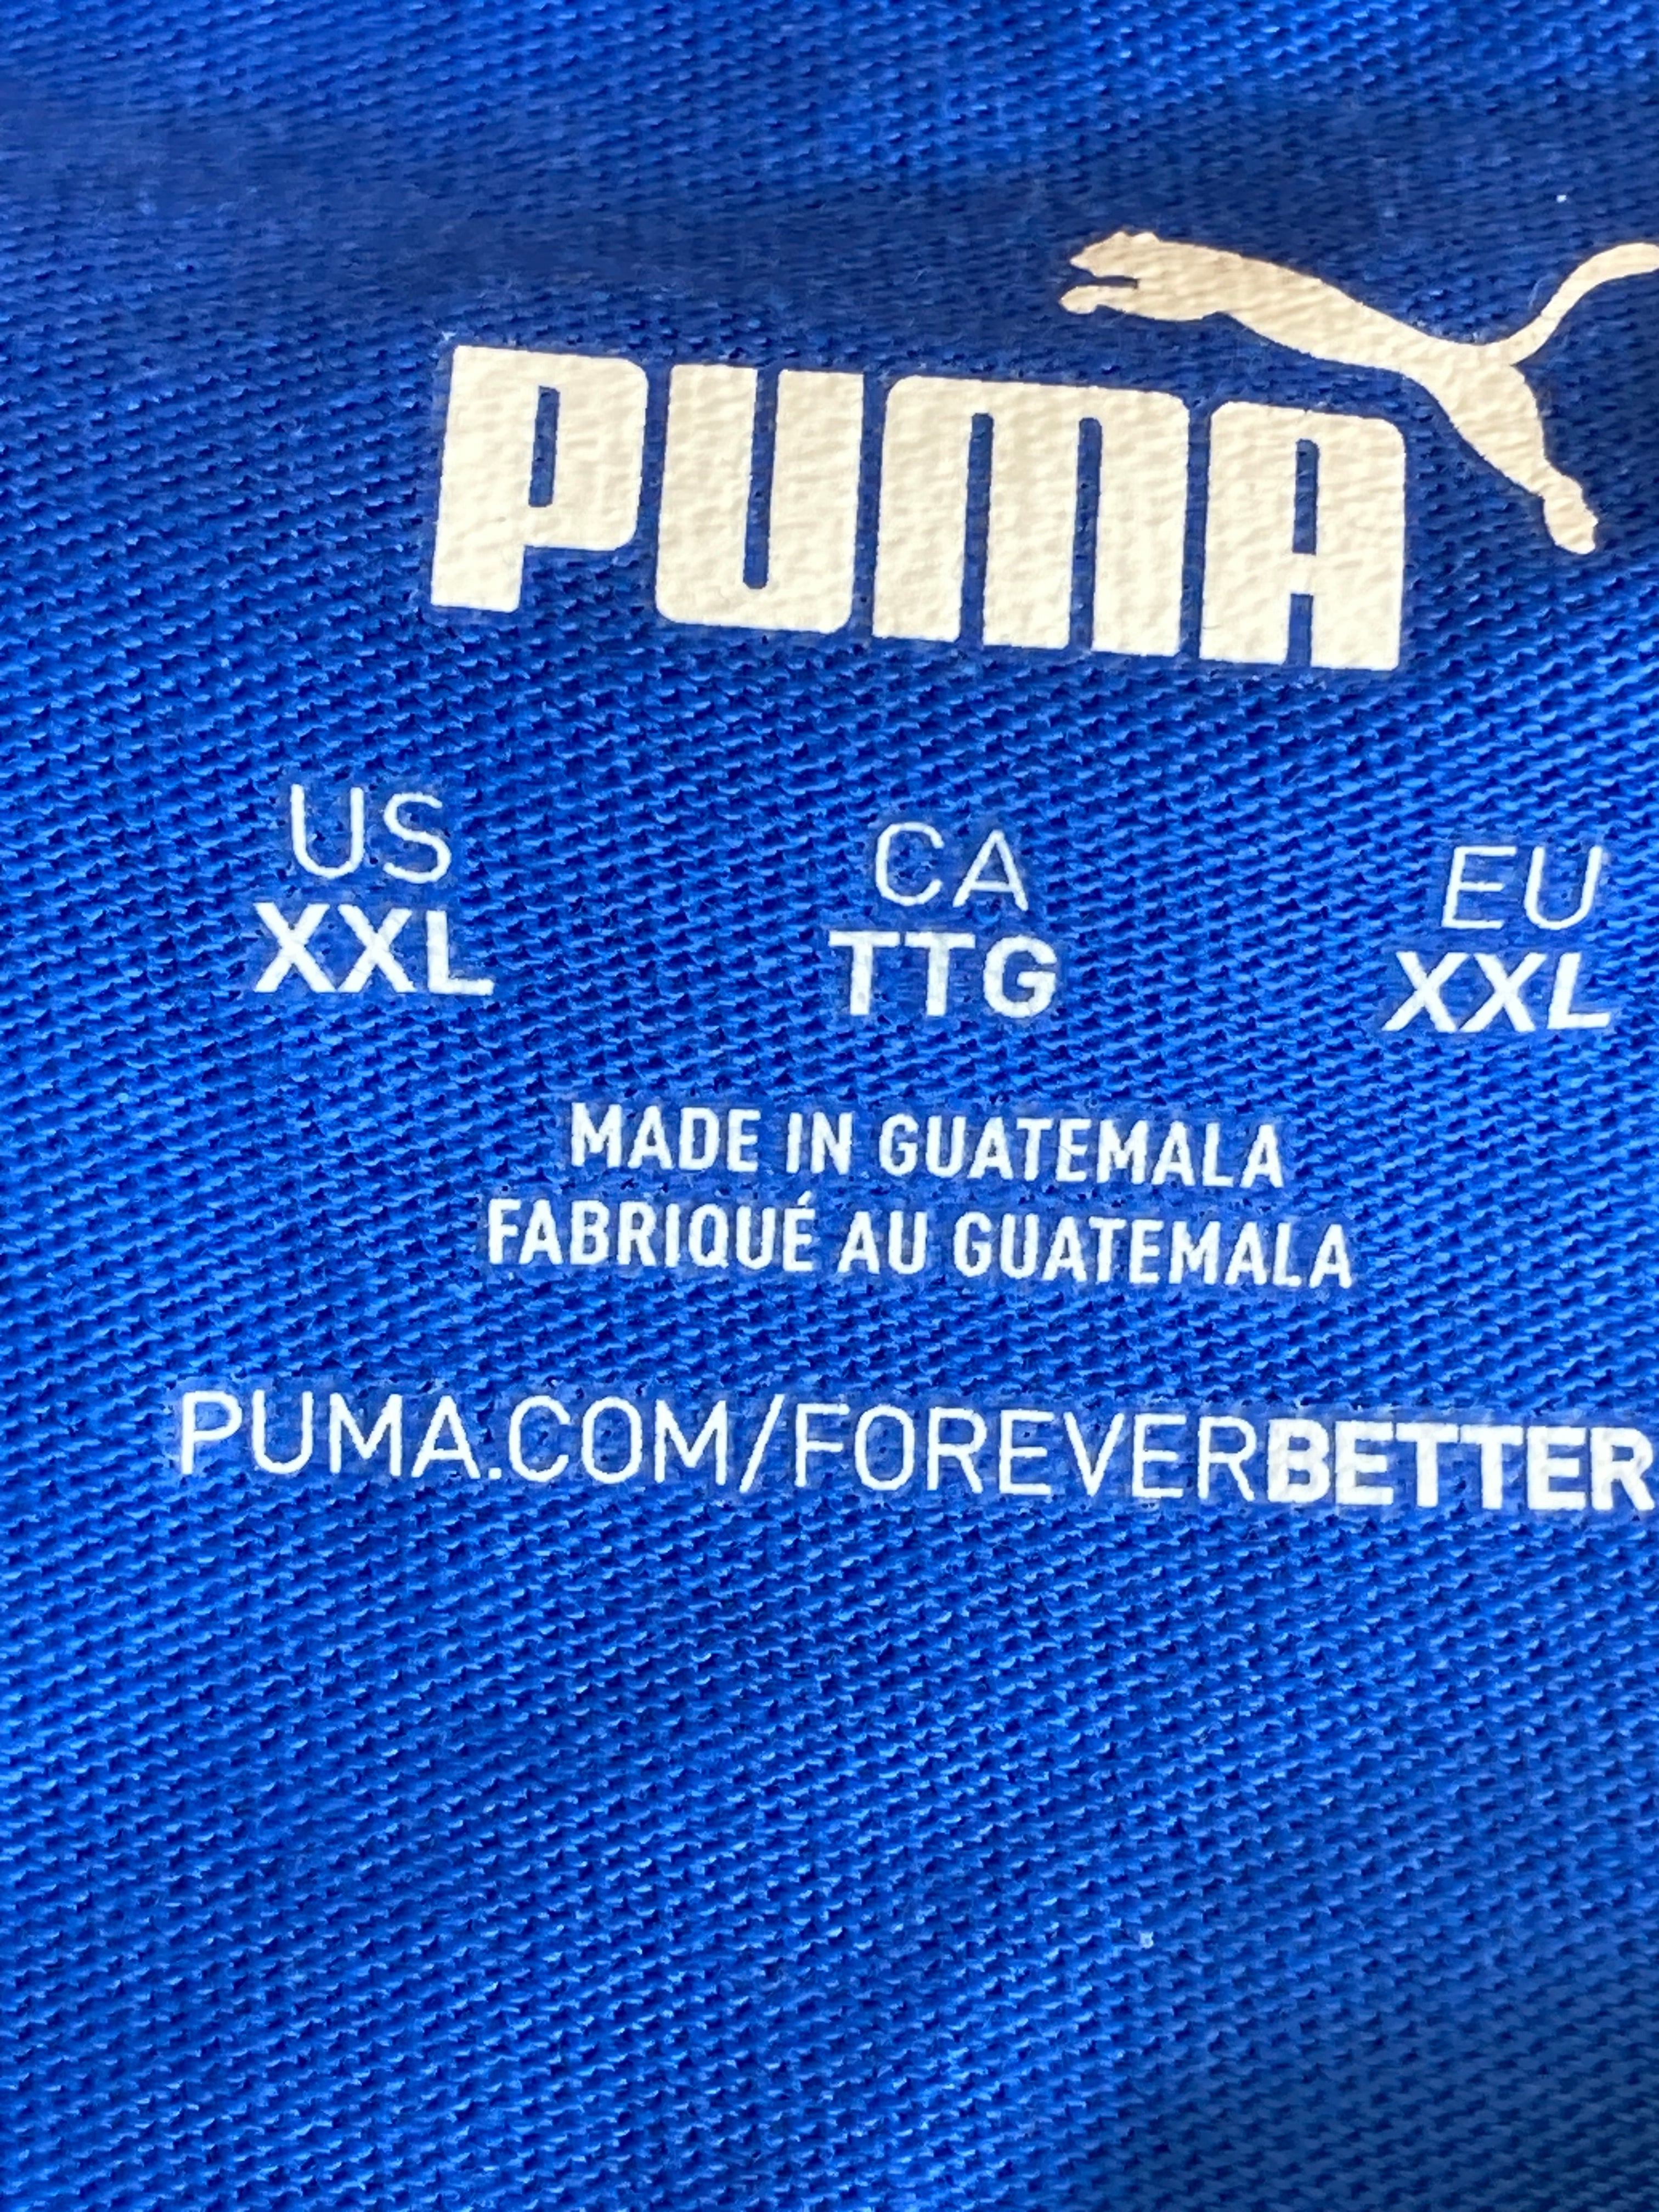 PUMA
US CA EU
XXL TTG XXL
MADE IN GUATEMALA
FABRIQUÉ AU GUATEMALA
PUMA.COM/FOREVERBETTER